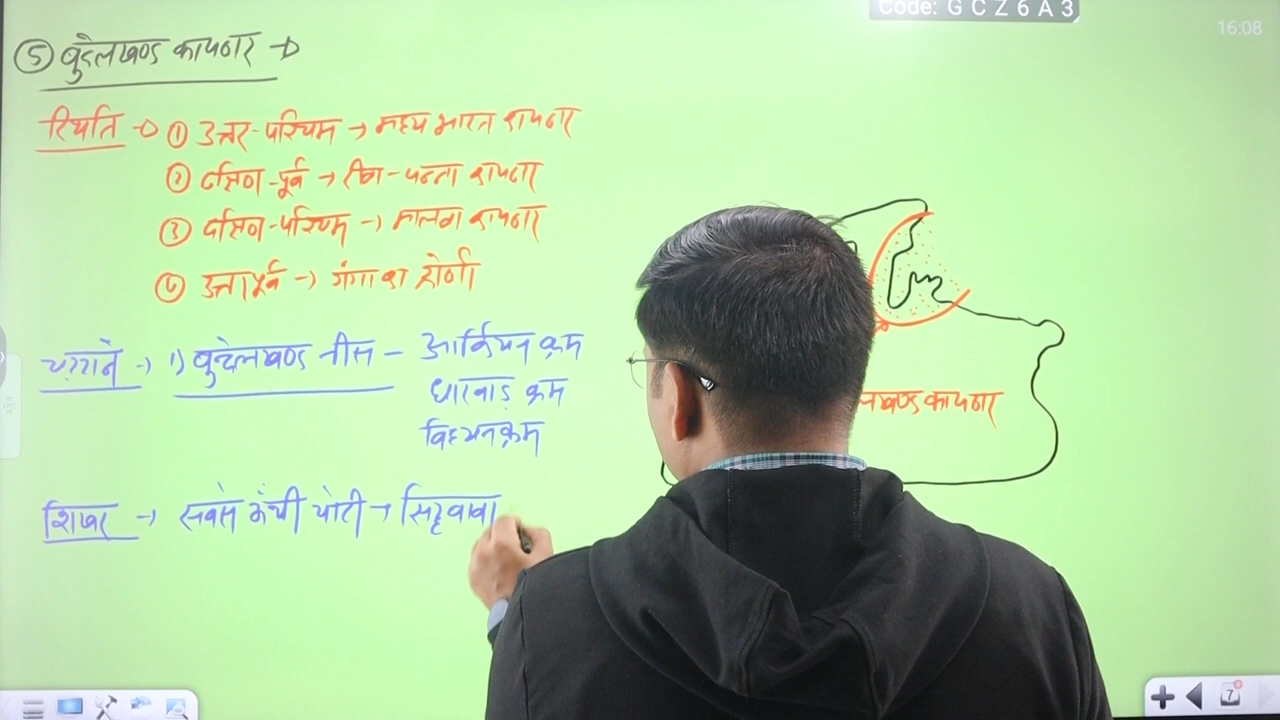 Code: G C Z 6 A 3
16:08
⑤ बुंदेलखण्ड का पठार →
स्थिति → ① उत्तर-पश्चिम → मध्य भारत का पठार
② दक्षिण-पूर्व → रीवा-पन्ना का पठार
③ दक्षिण-पश्चिम → मालवा का पठार
④ उत्तर पूर्व → गंगा का द्रोणी
चट्टाने → 1) बुन्देलखण्ड नीस - आर्कियन क्रम
धारवाड़ क्रम
विंध्यन क्रम
लखण्ड का पठार
शिखर → सबसे ऊँची चोटी → सिद्धबाबा
7